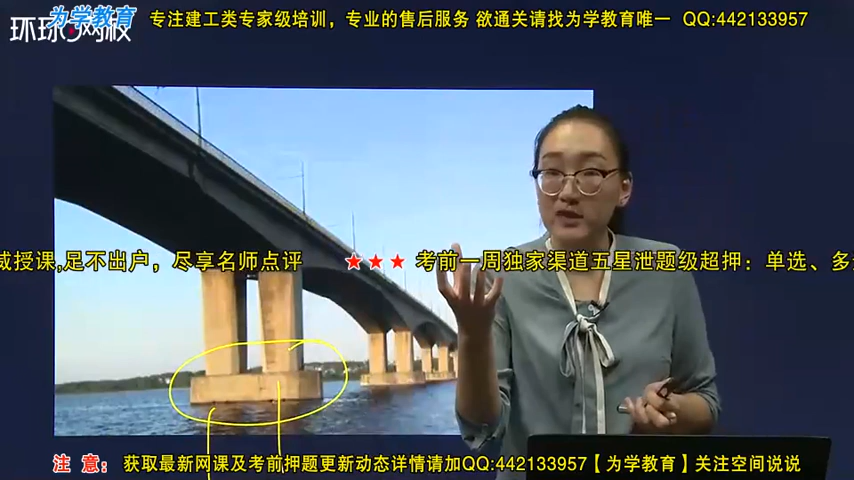 环球网校
为学教育
专注建工类专家级培训，专业的售后服务 欲通关请找为学教育唯一 QQ:442133957
威授课,足不出户，尽享名师点评 ★★★ 考前一周独家渠道五星泄题级超押：单选、多
注 意： 获取最新网课及考前押题更新动态详情请加QQ:442133957【为学教育】关注空间说说